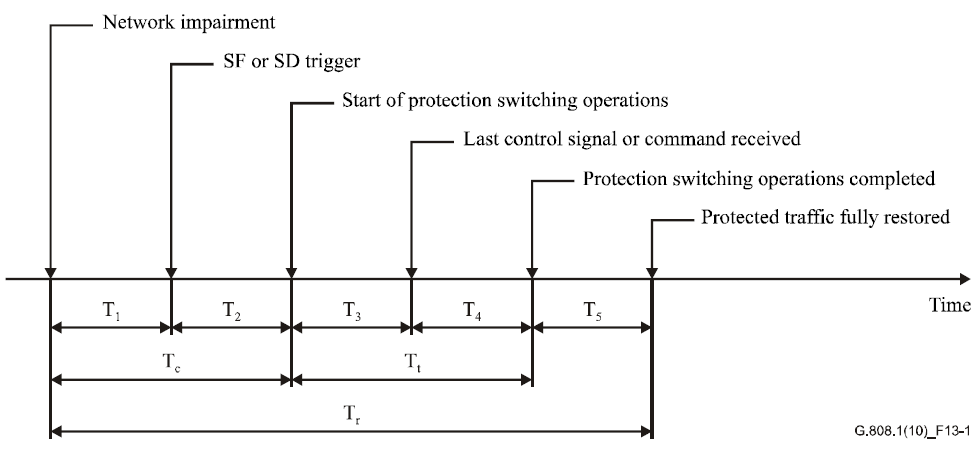 Network impairment
SF or SD trigger
Start of protection switching operations
Last control signal or command received
Protection switching operations completed
Protected traffic fully restored
Time
T1 T2 T3 T4 T5
Tc Tt
Tr
G.808.1(10)_F13-1